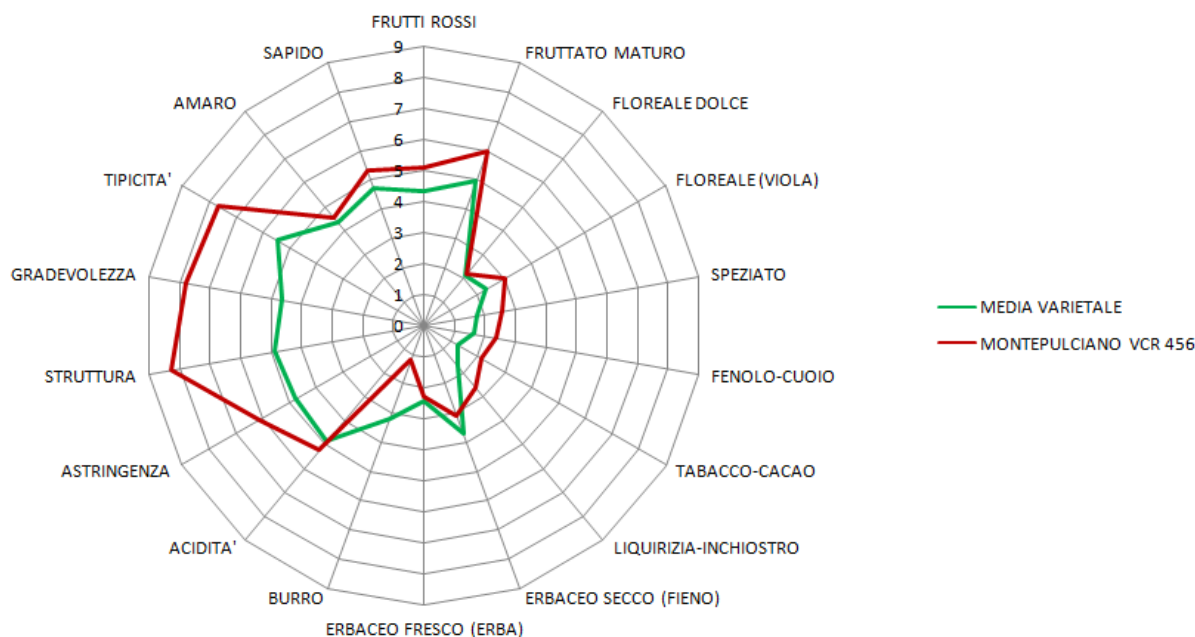 FRUTTI ROSSI
FRUTTATO MATURO
FLOREALE DOLCE
FLOREALE (VIOLA)
SPEZIATO
FENOLO-CUOIO
TABACCO-CACAO
LIQUIRIZIA-INCHIOSTRO
ERBACEO SECCO (FIENO)
ERBACEO FRESCO (ERBA)
BURRO
ACIDITA'
ASTRINGENZA
STRUTTURA
GRADEVOLEZZA
TIPICITA'
AMARO
SAPIDO
9
8
7
6
5
4
3
2
1
0
MEDIA VARIETALE
MONTEPULCIANO VCR 456